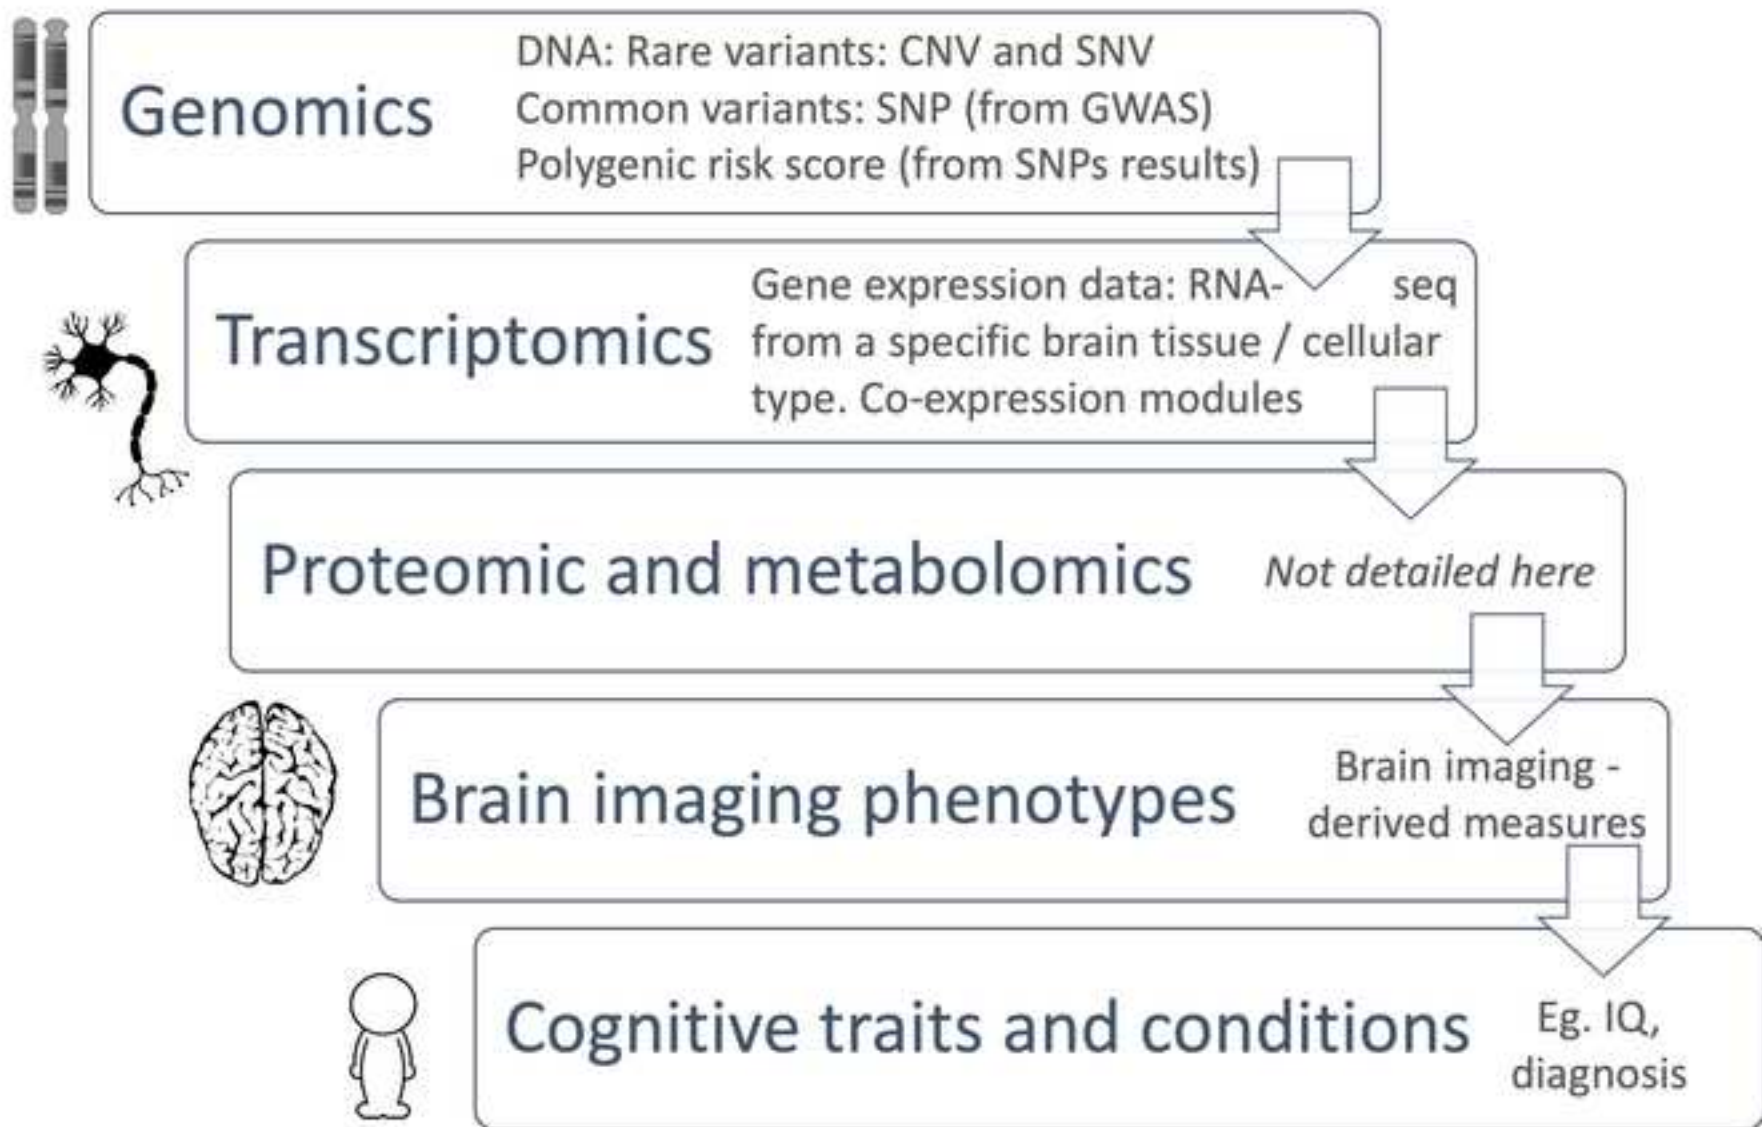 Genomics
DNA: Rare variants: CNV and SNV
Common variants: SNP (from GWAS)
Polygenic risk score (from SNPs results)
Transcriptomics
Gene expression data: RNA- seq
from a specific brain tissue / cellular
type. Co-expression modules
Proteomic and metabolomics
Not detailed here
Brain imaging phenotypes
Brain imaging -
derived measures
Cognitive traits and conditions
Eg. IQ,
diagnosis